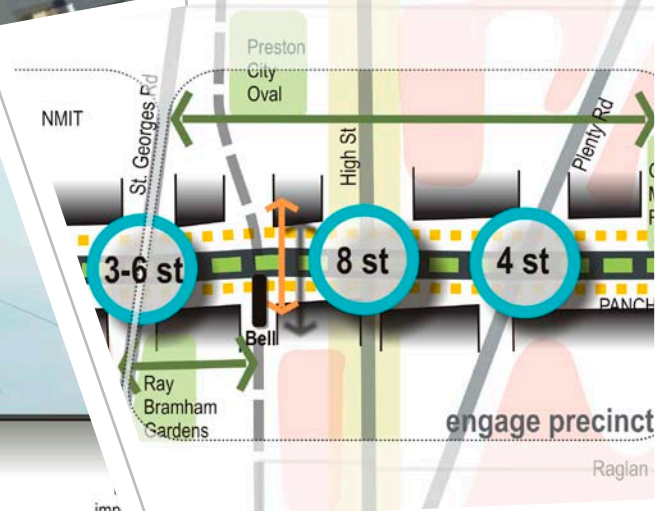 Preston
City
Oval
NMIT
St. Georges Rd
High St
Plenty Rd
3-6 st
8 st
4 st
PANCH
Bell
Ray
Bramham
Gardens
engage precinct
Raglan